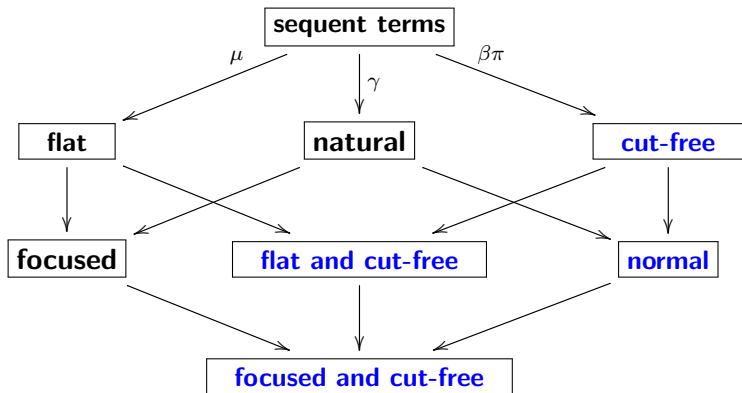 sequent terms
μ
γ
βπ
flat
natural
cut-free
focused
flat and cut-free
normal
focused and cut-free